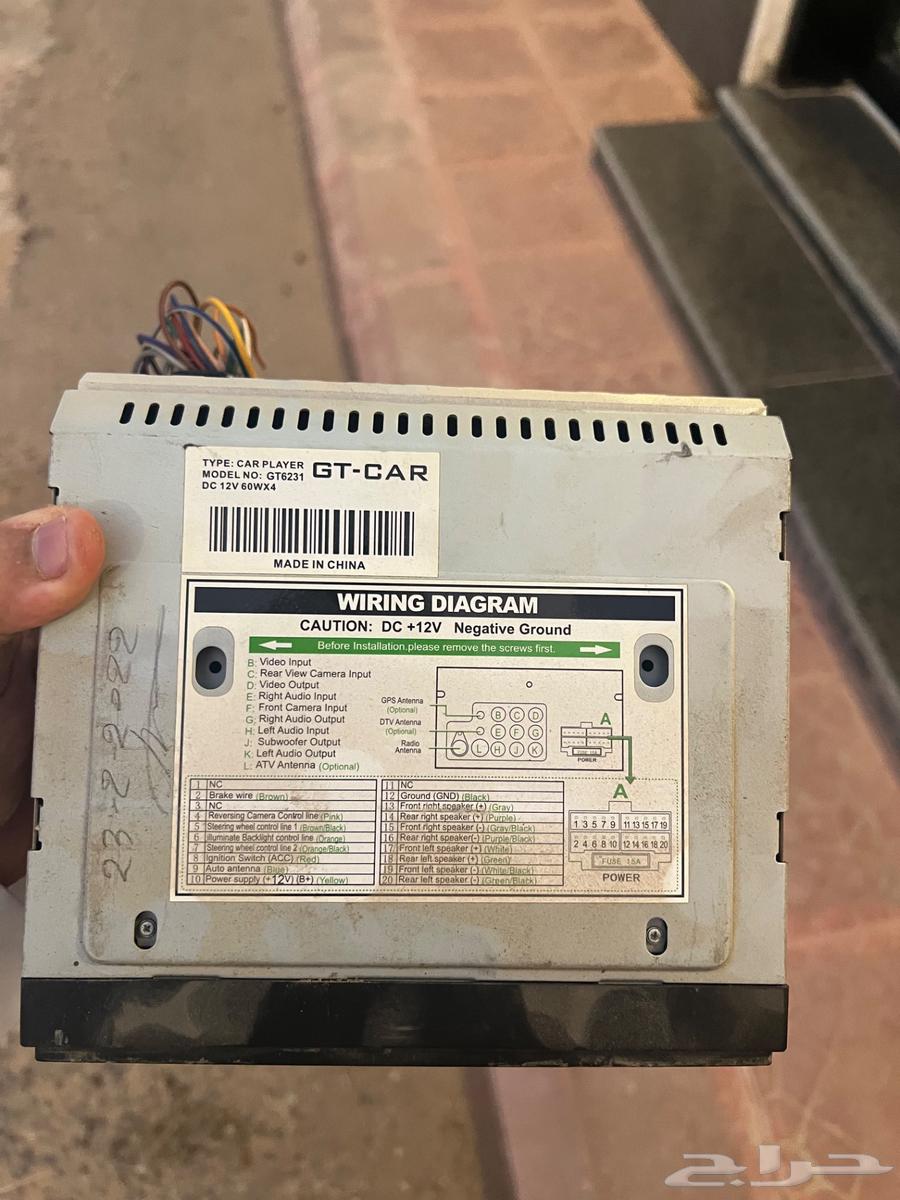 TYPE: CAR PLAYER
MODEL NO: GT6231
DC 12V 60WX4
GT-CAR
MADE IN CHINA
WIRING DIAGRAM
CAUTION: DC +12V Negative Ground
Before Installation.please remove the screws first.
B: Video Input
C: Rear View Camera Input
D: Video Output
E: Right Audio Input
F: Front Camera Input
G: Right Audio Output
H: Left Audio Input
J: Subwoofer Output
K: Left Audio Output
L: ATV Antenna (Optional)
GPS Antenna
(Optional)
DTV Antenna
(Optional)
Radio
Antenna
B C D
E F G
L H J K
A
FUSE 15A
POWER
1 NC
2 Brake wire (Brown)
3 NC
4 Reversing Camera Control line (Pink)
5 Steering wheel control line 1 (Brown/Black)
6 Illuminate Backlight control line (Orange)
7 Steering wheel control line 2 (Orange/Black)
8 Ignition Switch (ACC) (Red)
9 Auto antenna (Blue)
10 Power supply (+12V) (B+) (Yellow)
11 NC
12 Ground (GND) (Black)
13 Front right speaker (+) (Gray)
14 Rear right speaker (+) (Purple)
15 Front right speaker (-) (Gray/Black)
16 Rear right speaker(-) (Purple/Black)
17 Front left speaker (+) (White)
18 Rear left speaker (+) (Green)
19 Front left speaker (-) (White/Black)
20 Rear left speaker (-) (Green/Black)
A
1 3 5 7 9 11 13 15 17 19
2 4 6 8 10 12 14 16 18 20
FUSE 15A
POWER
23-2-2-22
حراج